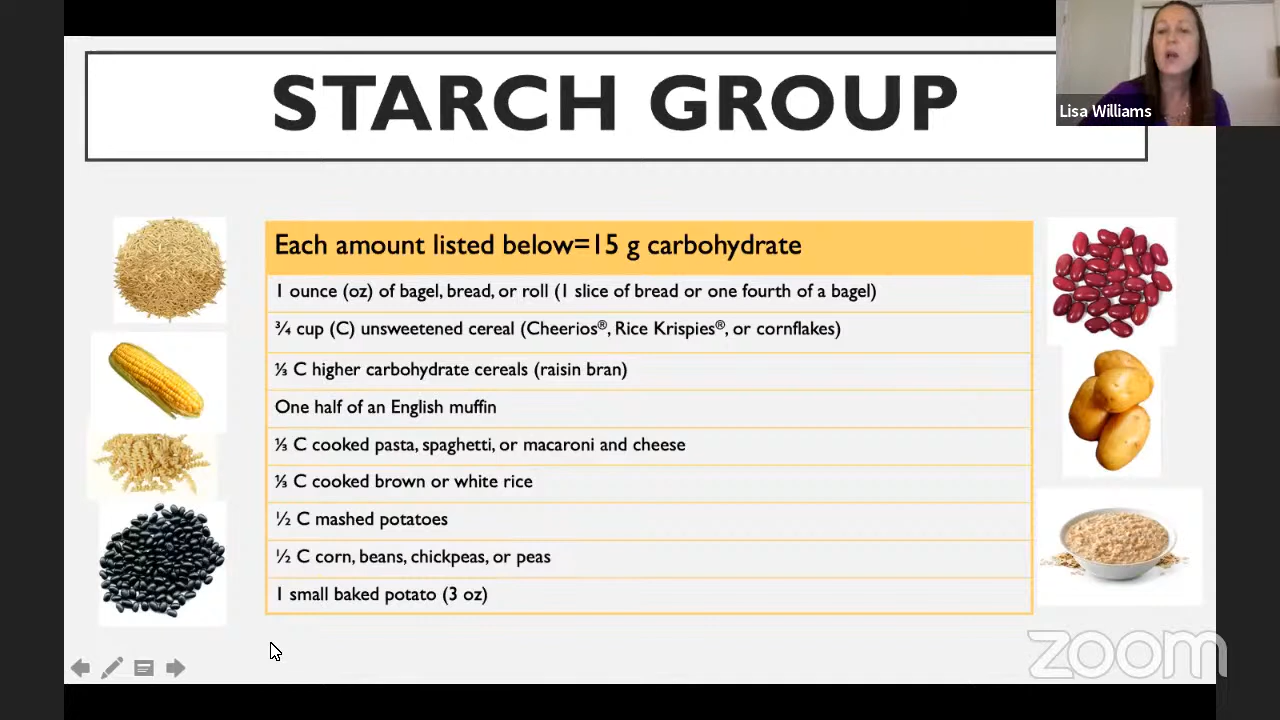 STARCH GROUP
Lisa Williams
Each amount listed below=15 g carbohydrate
1 ounce (oz) of bagel, bread, or roll (1 slice of bread or one fourth of a bagel)
¾ cup (C) unsweetened cereal (Cheerios®, Rice Krispies®, or cornflakes)
⅓ C higher carbohydrate cereals (raisin bran)
One half of an English muffin
⅓ C cooked pasta, spaghetti, or macaroni and cheese
⅓ C cooked brown or white rice
½ C mashed potatoes
½ C corn, beans, chickpeas, or peas
1 small baked potato (3 oz)
zoom